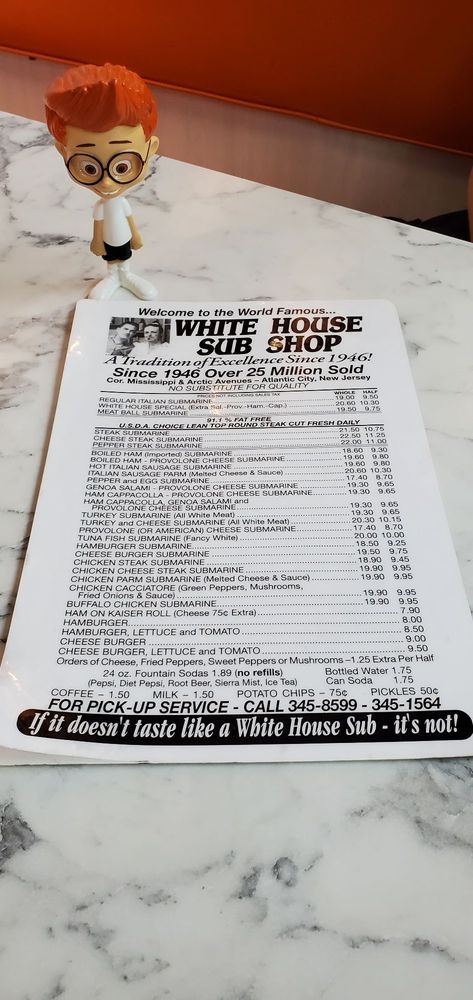 Welcome to the World Famous...
WHITE HOUSE
SUB SHOP
A Tradition of Excellence Since 1946!
Since 1946 Over 25 Million Sold
Cor. Mississippi & Arctic Avenues – Atlantic City, New Jersey
NO SUBSTITUTE FOR QUALITY
PRICES NOT INCLUDING SALES TAX WHOLE HALF
REGULAR ITALIAN SUBMARINE 19.00 9.50
WHITE HOUSE SPECIAL (Extra Sal.-Prov.-Ham.-Cap.) 20.60 10.30
MEAT BALL SUBMARINE 19.50 9.75
91.1 % FAT FREE
U.S.D.A. CHOICE LEAN TOP ROUND STEAK CUT FRESH DAILY
STEAK SUBMARINE 21.50 10.75
CHEESE STEAK SUBMARINE 22.50 11.25
PEPPER STEAK SUBMARINE 22.00 11.00
BOILED HAM (Imported) SUBMARINE 18.60 9.30
BOILED HAM - PROVOLONE CHEESE SUBMARINE 19.60 9.80
HOT ITALIAN SAUSAGE SUBMARINE 19.60 9.80
ITALIAN SAUSAGE PARM (Melted Cheese & Sauce) 20.60 10.30
PEPPER and EGG SUBMARINE 17.40 8.70
GENOA SALAMI - PROVOLONE CHEESE SUBMARINE 19.30 9.65
HAM CAPPACOLLA - PROVOLONE CHEESE SUBMARINE 19.30 9.65
HAM CAPPACOLLA, GENOA SALAMI and
PROVOLONE CHEESE SUBMARINE 19.30 9.65
TURKEY SUBMARINE (All White Meat) 19.30 9.65
TURKEY and CHEESE SUBMARINE (All White Meat) 20.30 10.15
PROVOLONE (OR AMERICAN) CHEESE SUBMARINE 17.40 8.70
TUNA FISH SUBMARINE (Fancy White) 20.00 10.00
HAMBURGER SUBMARINE 18.50 9.25
CHEESE BURGER SUBMARINE 19.50 9.75
CHICKEN STEAK SUBMARINE 18.90 9.45
CHICKEN CHEESE STEAK SUBMARINE 19.90 9.95
CHICKEN PARM SUBMARINE (Melted Cheese & Sauce) 19.90 9.95
CHICKEN CACCIATORE (Green Peppers, Mushrooms,
Fried Onions & Sauce) 19.90 9.95
BUFFALO CHICKEN SUBMARINE 19.90 9.95
HAM ON KAISER ROLL (Cheese 75c Extra) 7.90
HAMBURGER 8.00
HAMBURGER, LETTUCE and TOMATO 8.50
CHEESE BURGER 9.00
CHEESE BURGER, LETTUCE and TOMATO 9.50
Orders of Cheese, Fried Peppers, Sweet Peppers or Mushrooms –1.25 Extra Per Half
24 oz. Fountain Sodas 1.89 (no refills) Bottled Water 1.75
(Pepsi, Diet Pepsi, Root Beer, Sierra Mist, Ice Tea) Can Soda 1.75
COFFEE – 1.50 MILK – 1.50 POTATO CHIPS – 75¢ PICKLES 50¢
FOR PICK-UP SERVICE - CALL 345-8599 - 345-1564
If it doesn't taste like a White House Sub - it's not!